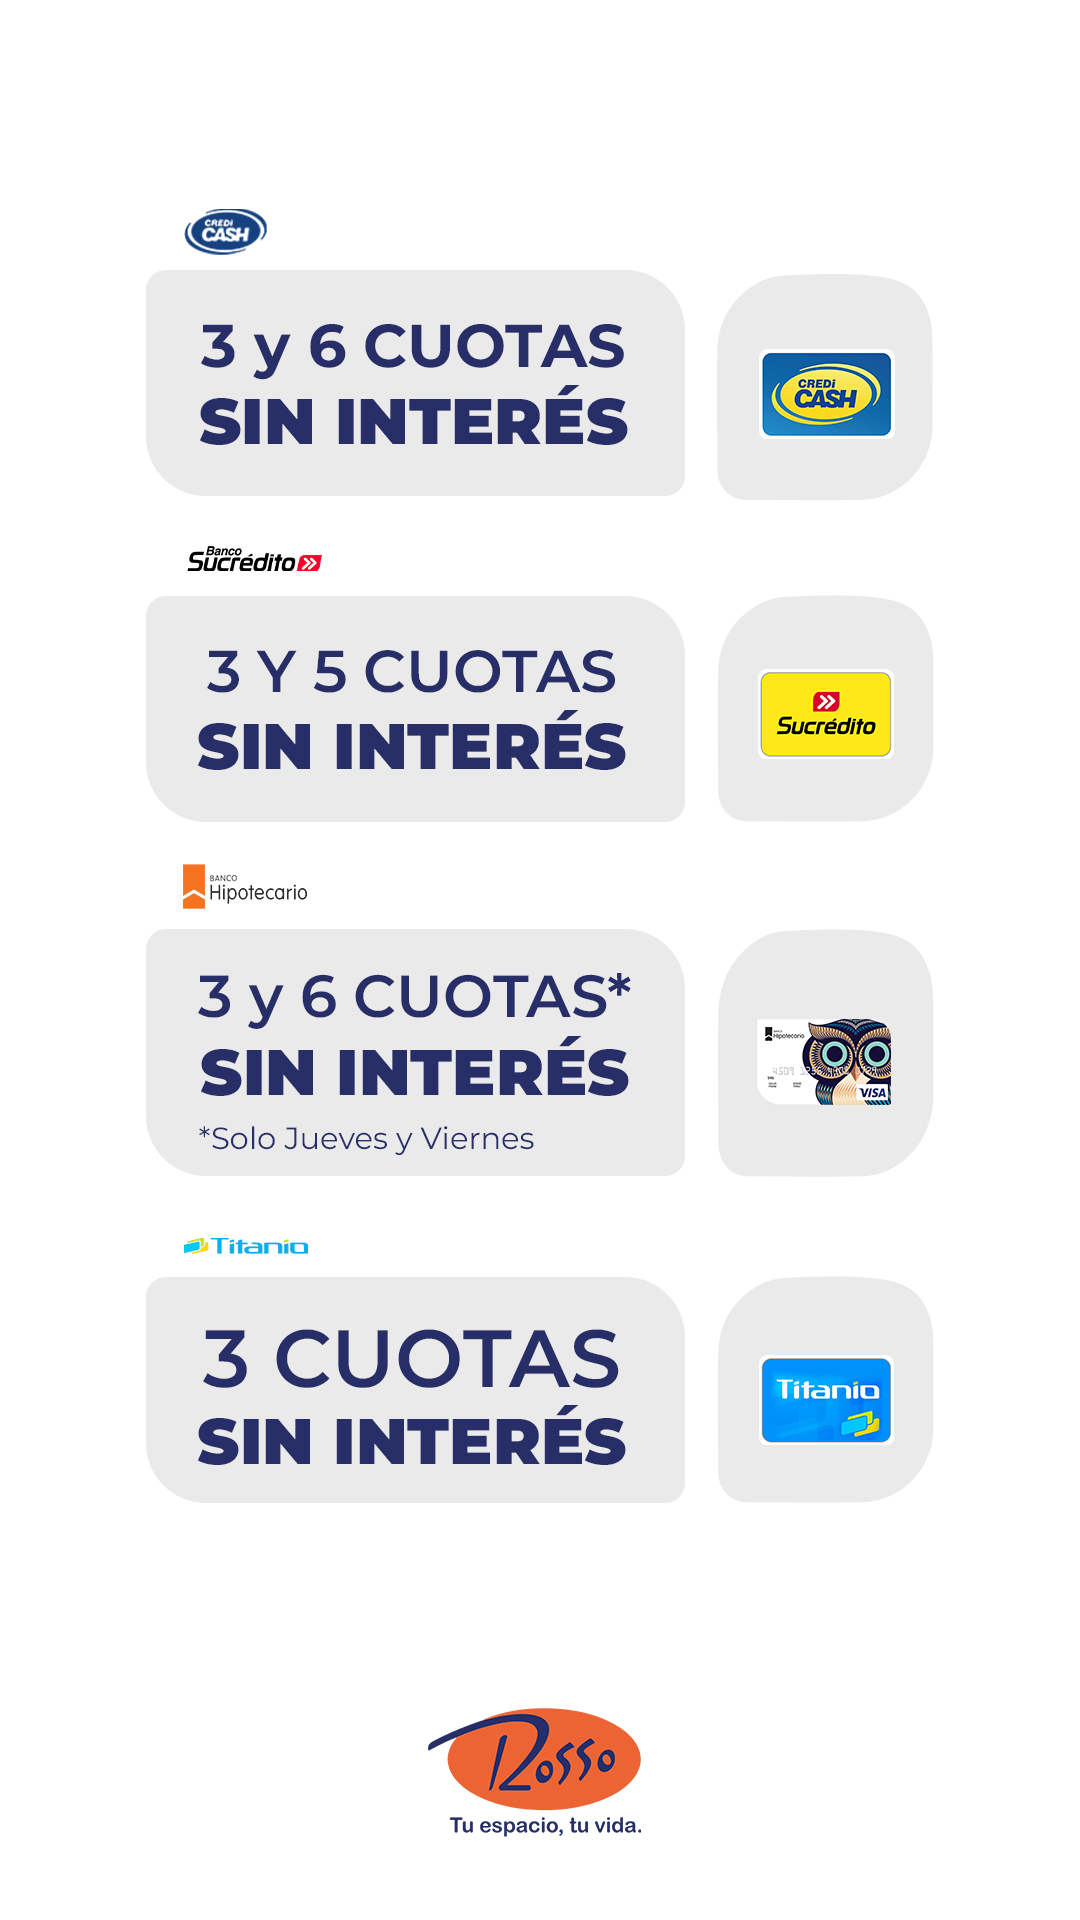 CREDi
CASH
3 y 6 CUOTAS
SIN INTERÉS
CREDi
CASH
Banco
Sucrédito
3 Y 5 CUOTAS
SIN INTERÉS
Sucrédito
BANCO
Hipotecario
3 y 6 CUOTAS*
SIN INTERÉS
*Solo Jueves y Viernes
BANCO
Hipotecario
VISA
Titanio
3 CUOTAS
SIN INTERÉS
Titanio
Rosso
Tu espacio, tu vida.